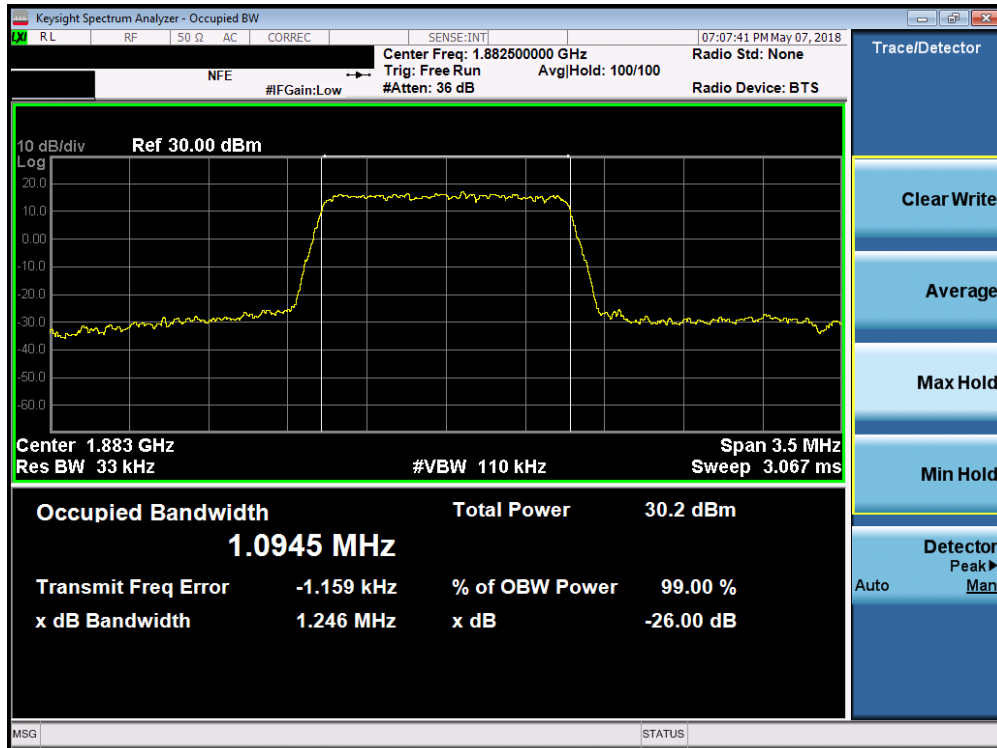 Keysight Spectrum Analyzer - Occupied BW
LXI RL RF 50 Ω AC CORREC SENSE:INT 07:07:41 PM May 07, 2018
Center Freq: 1.882500000 GHz Radio Std: None
NFE Trig: Free Run Avg|Hold: 100/100
#IFGain:Low #Atten: 36 dB Radio Device: BTS
Trace/Detector
10 dB/div Ref 30.00 dBm
Log
20.0
10.0
0.00
-10.0
-20.0
-30.0
-40.0
-50.0
-60.0
Center 1.883 GHz Span 3.5 MHz
Res BW 33 kHz #VBW 110 kHz Sweep 3.067 ms
Occupied Bandwidth Total Power 30.2 dBm
1.0945 MHz
Transmit Freq Error -1.159 kHz % of OBW Power 99.00 %
x dB Bandwidth 1.246 MHz x dB -26.00 dB
Clear Write
Average
Max Hold
Min Hold
Detector
Peak▶
Auto Man
MSG STATUS